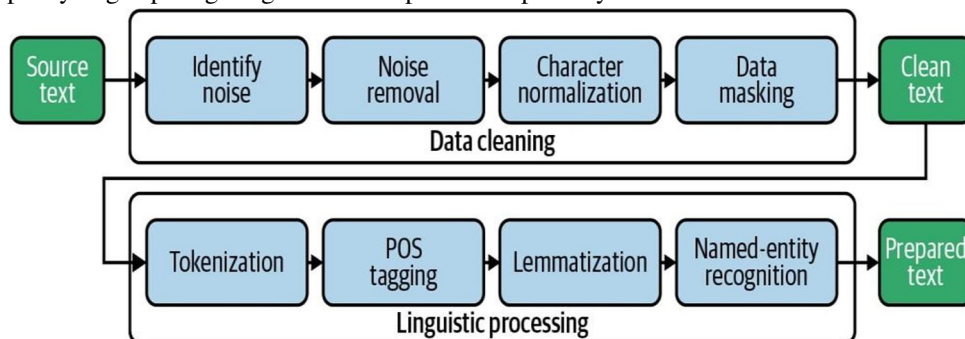 Source
text
Identify
noise
Noise
removal
Character
normalization
Data
masking
Clean
text
Data cleaning
Tokenization
POS
tagging
Lemmatization
Named-entity
recognition
Prepared
text
Linguistic processing